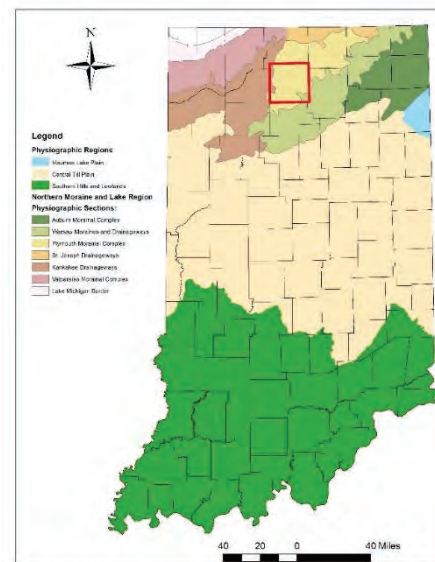 N
Legend
Physiographic Regions
Maumee Lake Plain
Central Till Plain
Southern Hills and Lowlands
Northern Moraine and Lake Region
Physiographic Sections:
Auburn Morainal Complex
Warsaw Moraines and Drainageways
Plymouth Morainal Complex
St. Joseph Drainageways
Kankakee Drainageways
Valparaiso Morainal Complex
Lake Michigan Border
40 20 0 40 Miles